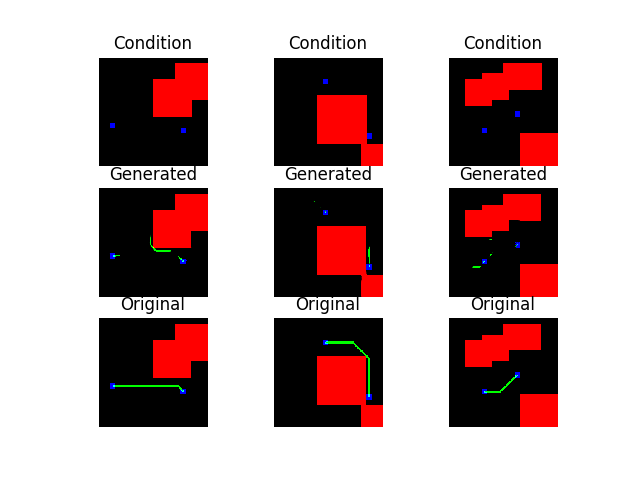 Condition Condition Condition
Generated Generated Generated
Original Original Original